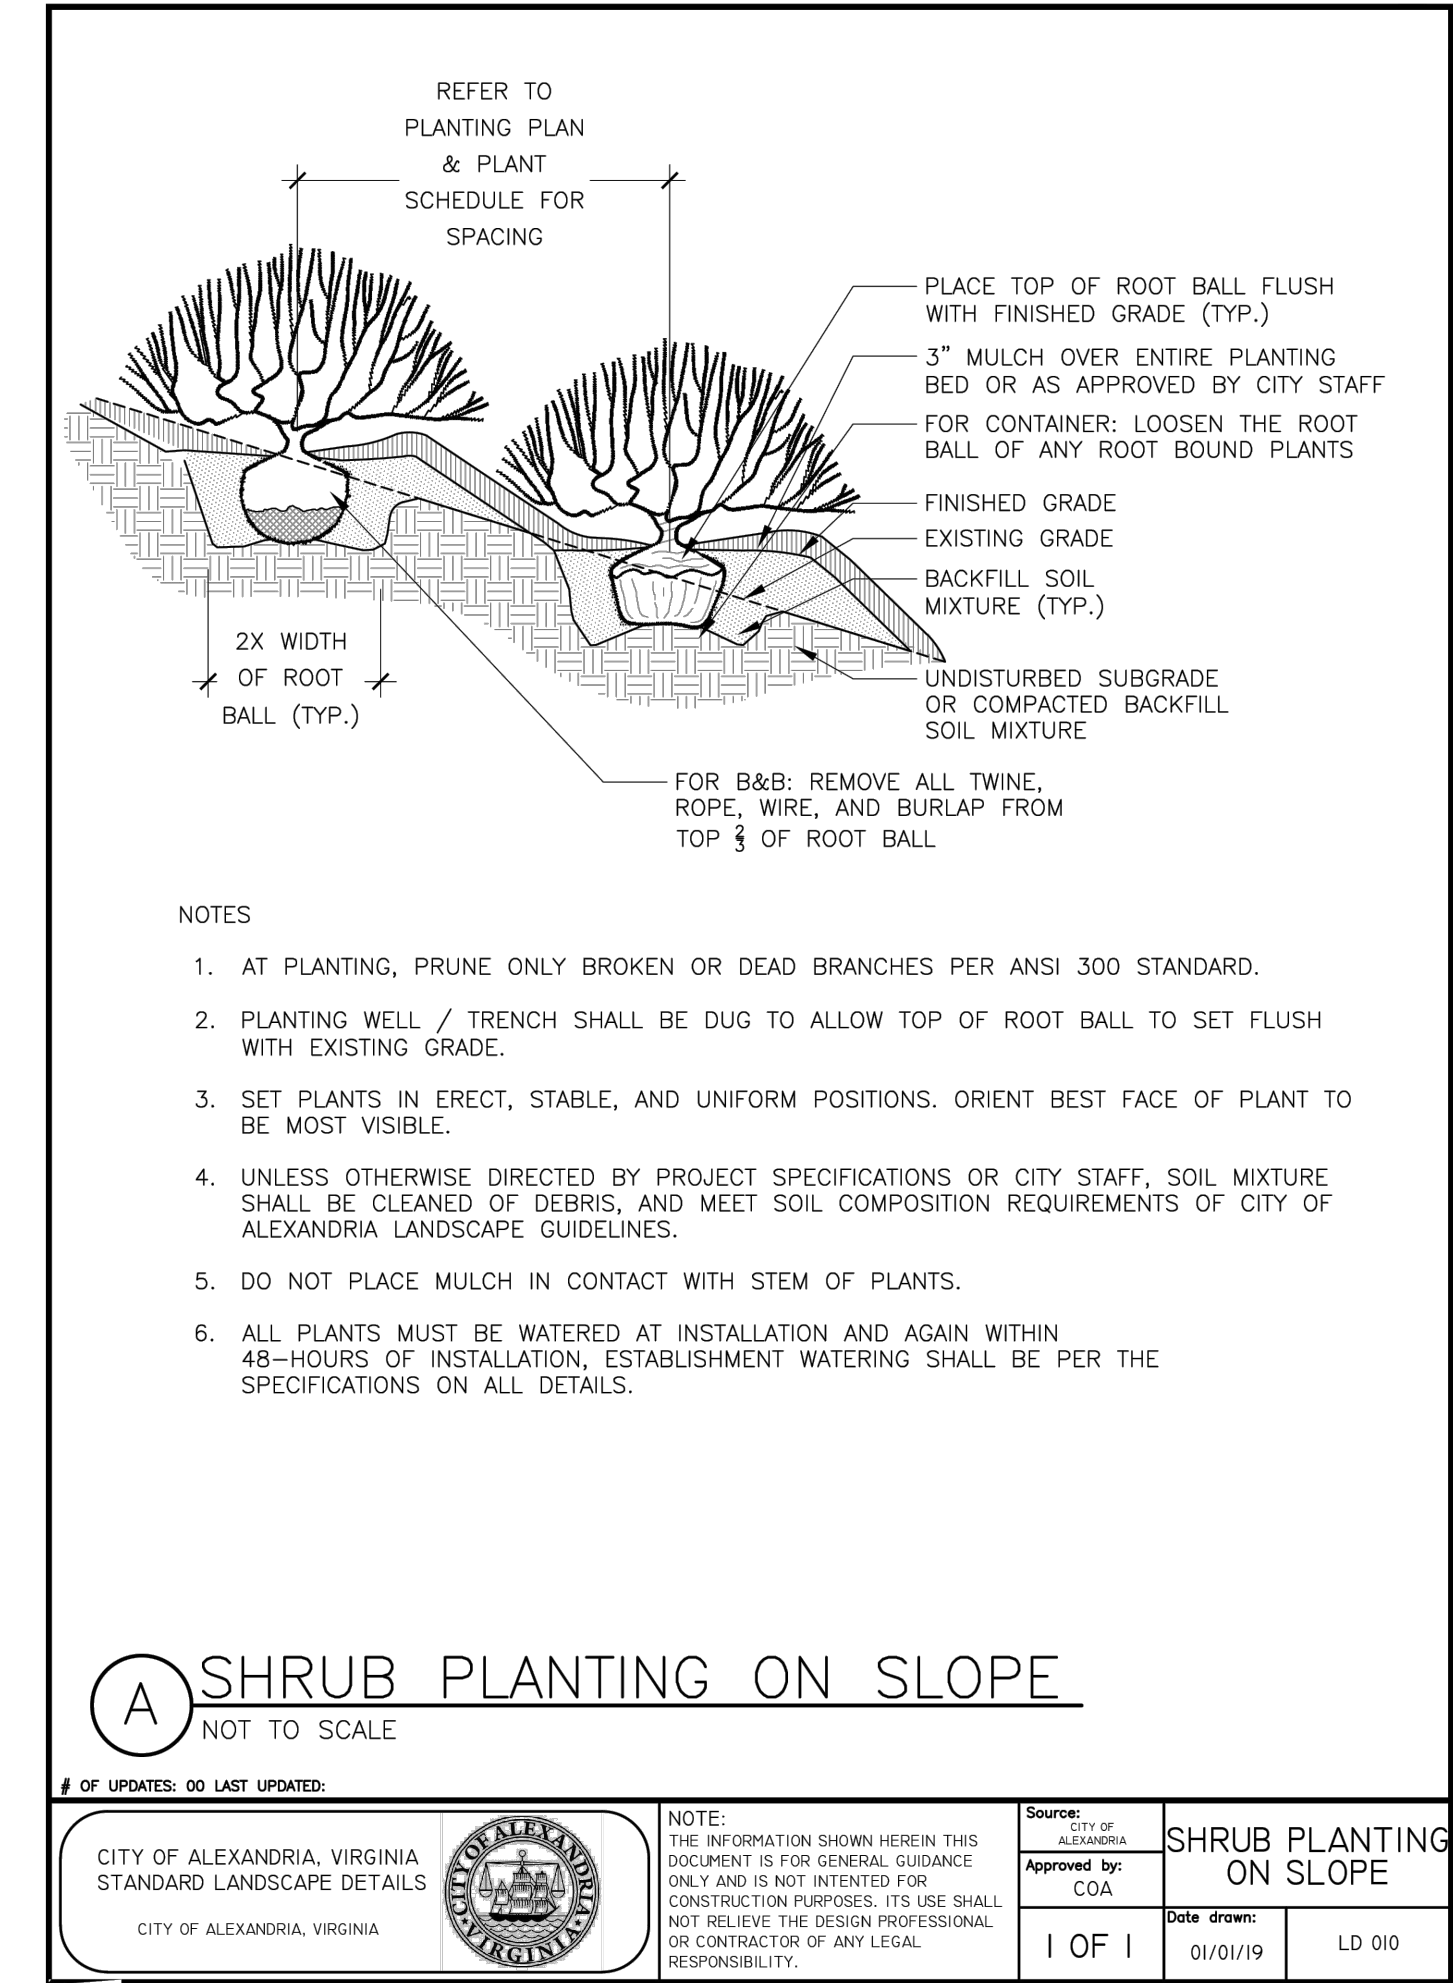 REFER TO
PLANTING PLAN
& PLANT
SCHEDULE FOR
SPACING
PLACE TOP OF ROOT BALL FLUSH
WITH FINISHED GRADE (TYP.)
3" MULCH OVER ENTIRE PLANTING
BED OR AS APPROVED BY CITY STAFF
FOR CONTAINER: LOOSEN THE ROOT
BALL OF ANY ROOT BOUND PLANTS
FINISHED GRADE
EXISTING GRADE
BACKFILL SOIL
MIXTURE (TYP.)
UNDISTURBED SUBGRADE
OR COMPACTED BACKFILL
SOIL MIXTURE
2X WIDTH
OF ROOT
BALL (TYP.)
FOR B&B: REMOVE ALL TWINE,
ROPE, WIRE, AND BURLAP FROM
TOP 2/3 OF ROOT BALL
NOTES
1. AT PLANTING, PRUNE ONLY BROKEN OR DEAD BRANCHES PER ANSI 300 STANDARD.
2. PLANTING WELL / TRENCH SHALL BE DUG TO ALLOW TOP OF ROOT BALL TO SET FLUSH
WITH EXISTING GRADE.
3. SET PLANTS IN ERECT, STABLE, AND UNIFORM POSITIONS. ORIENT BEST FACE OF PLANT TO
BE MOST VISIBLE.
4. UNLESS OTHERWISE DIRECTED BY PROJECT SPECIFICATIONS OR CITY STAFF, SOIL MIXTURE
SHALL BE CLEANED OF DEBRIS, AND MEET SOIL COMPOSITION REQUIREMENTS OF CITY OF
ALEXANDRIA LANDSCAPE GUIDELINES.
5. DO NOT PLACE MULCH IN CONTACT WITH STEM OF PLANTS.
6. ALL PLANTS MUST BE WATERED AT INSTALLATION AND AGAIN WITHIN
48-HOURS OF INSTALLATION, ESTABLISHMENT WATERING SHALL BE PER THE
SPECIFICATIONS ON ALL DETAILS.
A SHRUB PLANTING ON SLOPE
NOT TO SCALE
# OF UPDATES: 00 LAST UPDATED:
CITY OF ALEXANDRIA, VIRGINIA
STANDARD LANDSCAPE DETAILS
CITY OF ALEXANDRIA, VIRGINIA
CITY OF ALEXANDRIA
VIRGINIA
NOTE:
THE INFORMATION SHOWN HEREIN THIS
DOCUMENT IS FOR GENERAL GUIDANCE
ONLY AND IS NOT INTENTED FOR
CONSTRUCTION PURPOSES. ITS USE SHALL
NOT RELIEVE THE DESIGN PROFESSIONAL
OR CONTRACTOR OF ANY LEGAL
RESPONSIBILITY.
Source:
CITY OF
ALEXANDRIA
Approved by:
COA
1 OF 1
SHRUB PLANTING
ON SLOPE
Date drawn:
01/01/19
LD 010